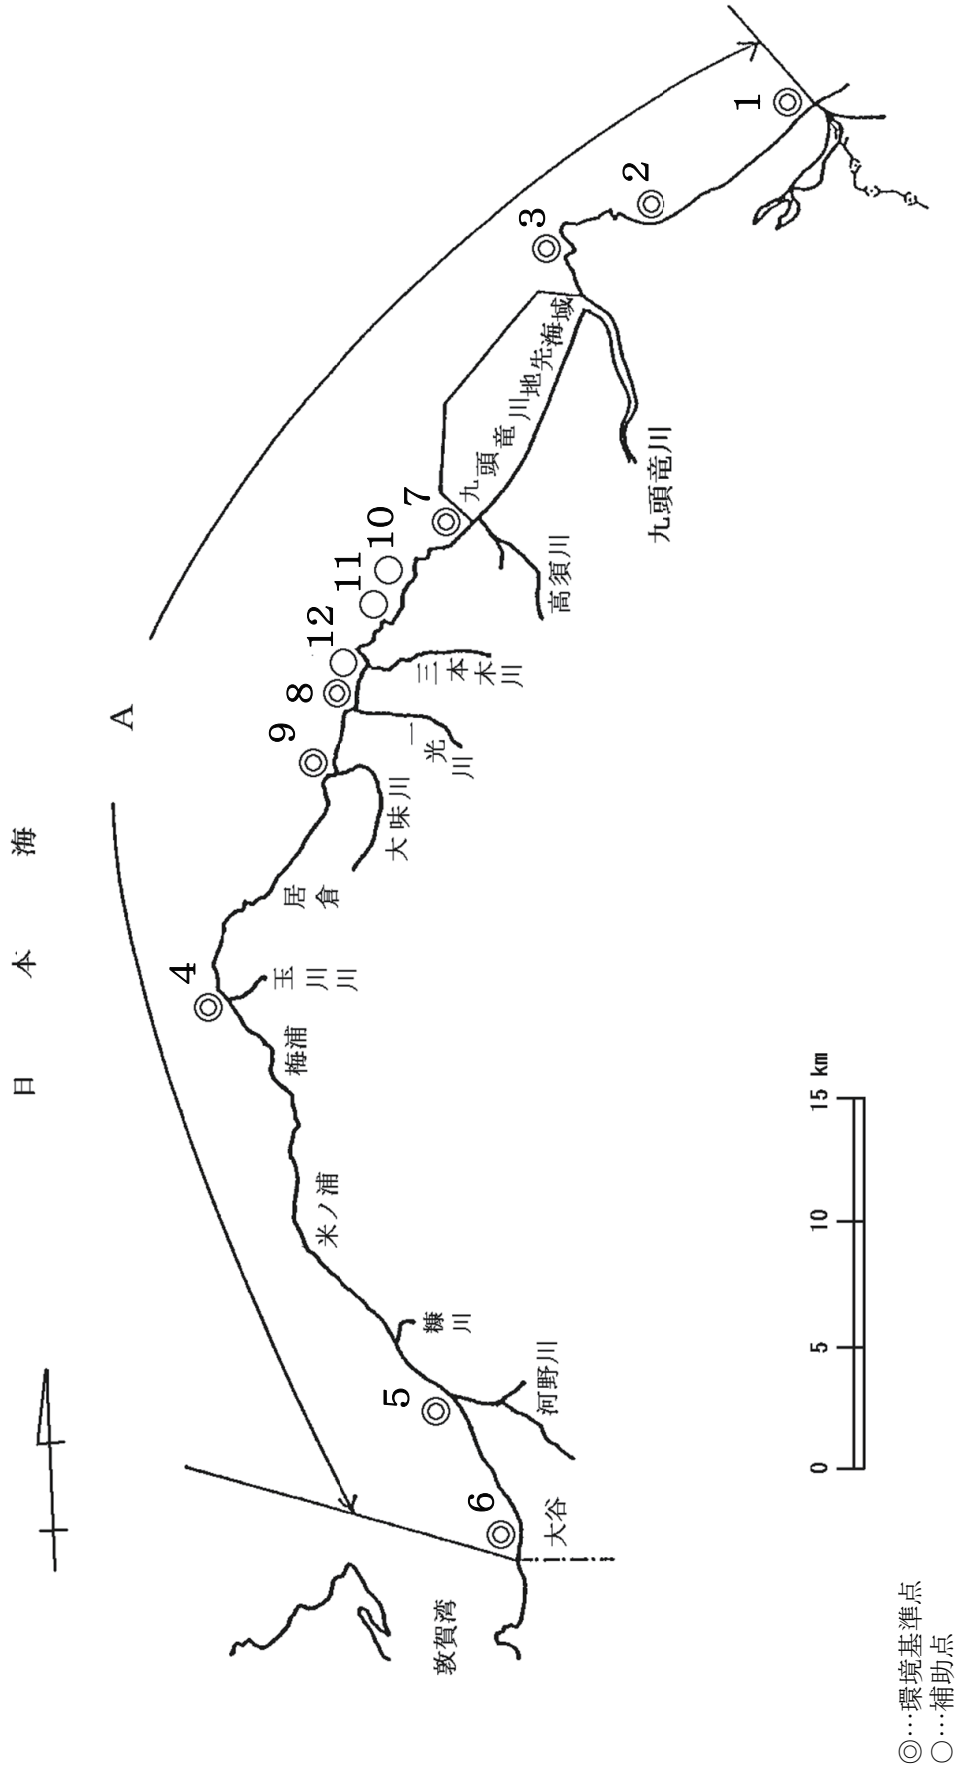 日本海
A
1
2
3
九頭竜川地先海域
九頭竜川
7
高須川
10
11
12
三本木川
8
一光川
9
大味川
居倉
4
玉川川
梅浦
米ノ浦
糠川
5
河野川
6
大谷
敦賀湾
0 5 10 15 km
◎…環境基準点
○…補助点